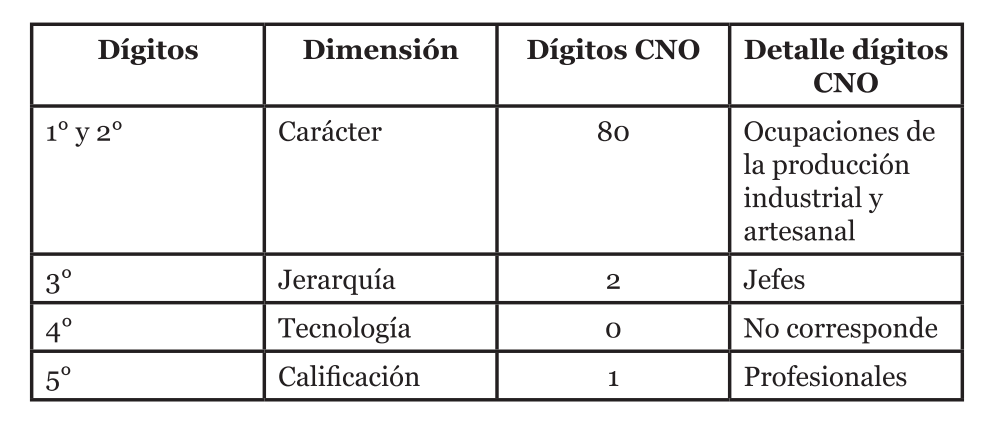 Dígitos Dimensión Dígitos CNO Detalle dígitos
CNO
1° y 2° Carácter 80 Ocupaciones de
la producción
industrial y
artesanal
3° Jerarquía 2 Jefes
4° Tecnología 0 No corresponde
5° Calificación 1 Profesionales